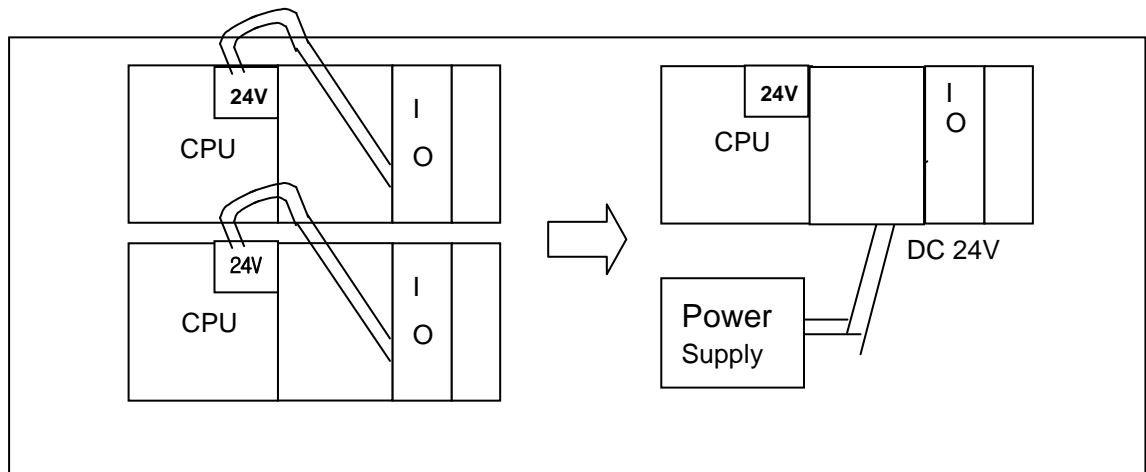 24V
CPU
I
O
24V
CPU
I
O
24V
CPU
I
O
DC 24V
Power
Supply